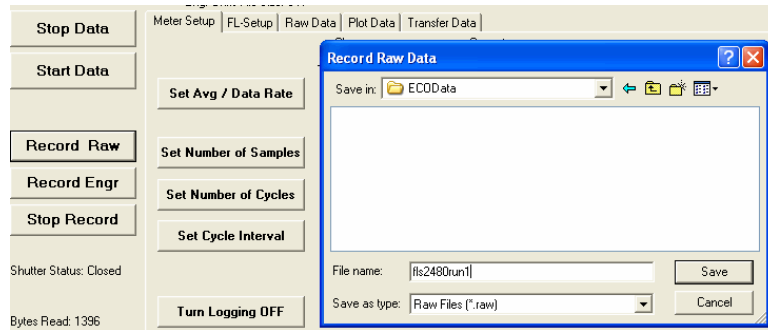 Stop Data
Start Data
Record Raw
Record Engr
Stop Record
Shutter Status: Closed
Bytes Read: 1396
Meter Setup FL-Setup Raw Data Plot Data Transfer Data
Set Avg / Data Rate
Set Number of Samples
Set Number of Cycles
Set Cycle Interval
Turn Logging OFF
Record Raw Data
Save in: ECOData
File name: fls2480run1 Save
Save as type: Raw Files (*.raw) Cancel